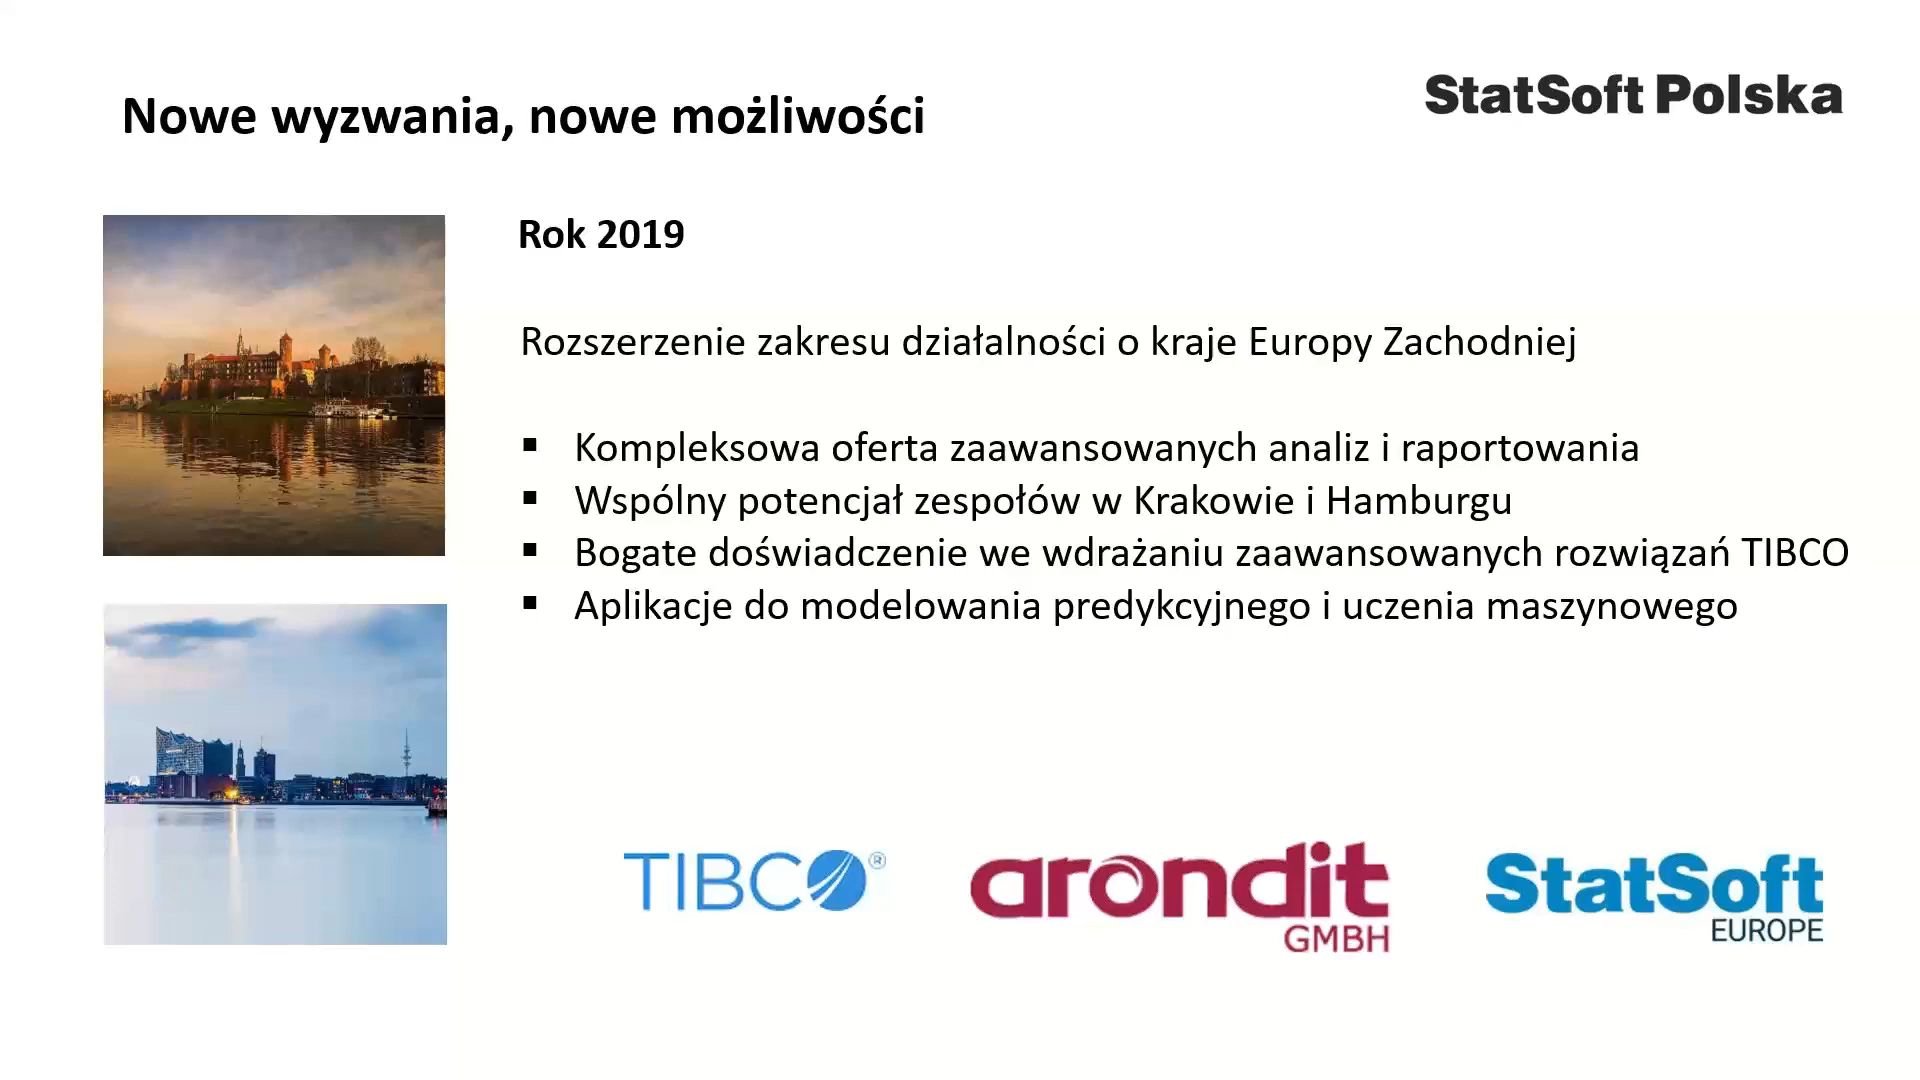 Nowe wyzwania, nowe możliwości
StatSoft Polska
Rok 2019
Rozszerzenie zakresu działalności o kraje Europy Zachodniej
▪ Kompleksowa oferta zaawansowanych analiz i raportowania
▪ Wspólny potencjał zespołów w Krakowie i Hamburgu
▪ Bogate doświadczenie we wdrażaniu zaawansowanych rozwiązań TIBCO
▪ Aplikacje do modelowania predykcyjnego i uczenia maszynowego
TIBCO®
arondit
GMBH
StatSoft
EUROPE